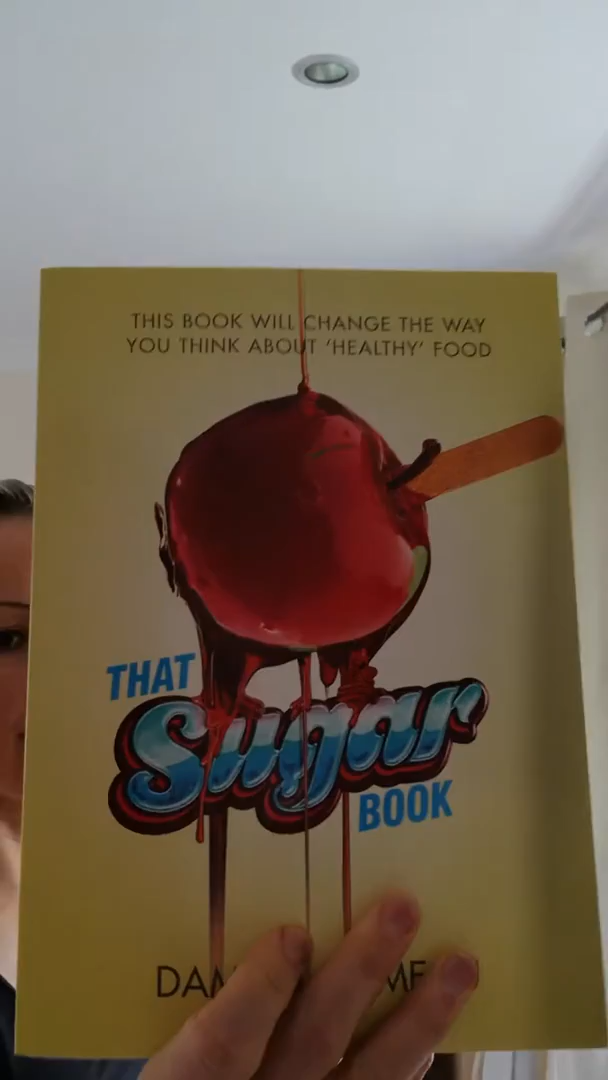 THIS BOOK WILL CHANGE THE WAY
YOU THINK ABOUT 'HEALTHY' FOOD
THAT
Sugar
BOOK